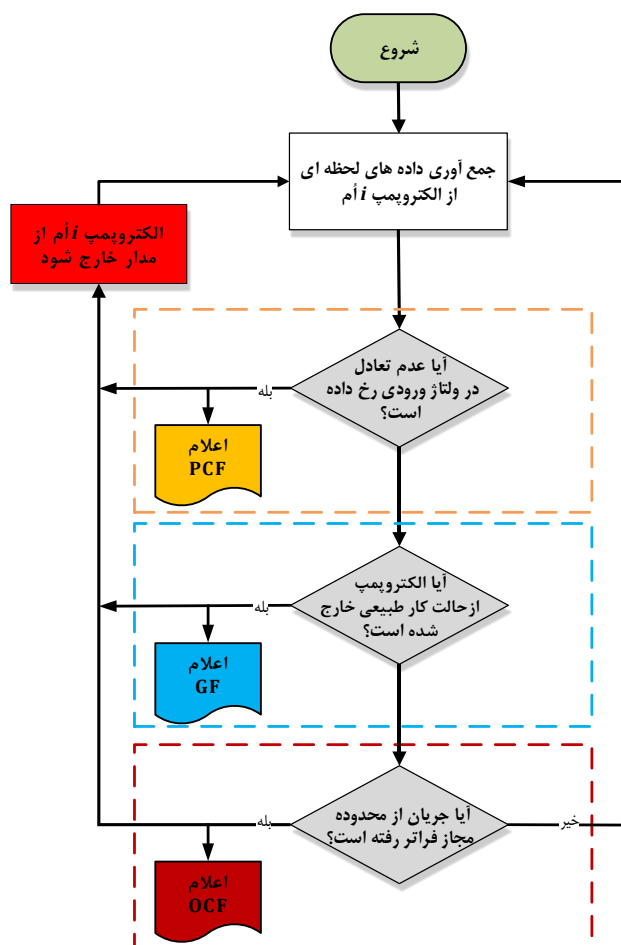 شروع
جمع آوری داده های لحظه ای
از الکتروپمپ i اُم
الکتروپمپ i اُم از
مدار خارج شود
آیا عدم تعادل
در ولتاژ ورودی رخ داده
است؟
بله
اعلام
PCF
آیا الکتروپمپ
ازحالت کار طبیعی خارج
شده است؟
بله
اعلام
GF
آیا جریان از محدوده
مجاز فراتر رفته است؟
بله
خیر
اعلام
OCF